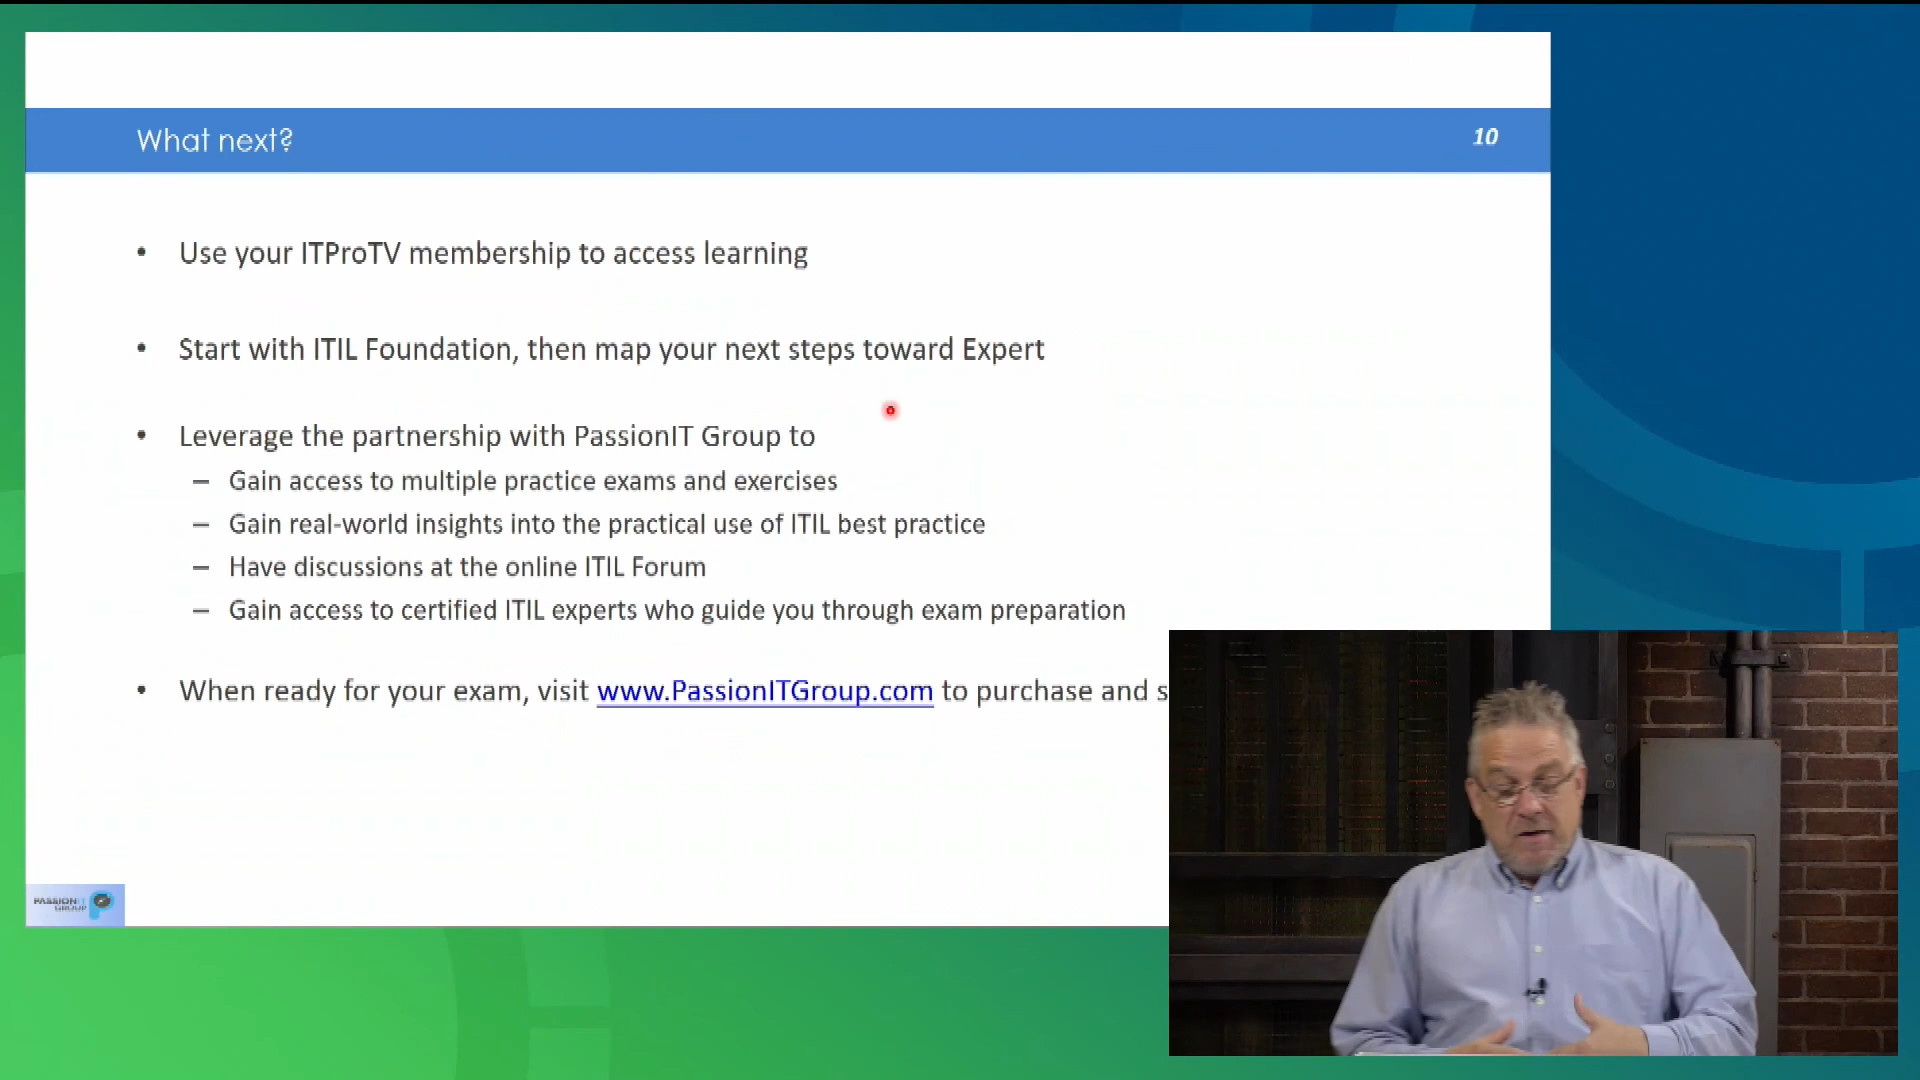 What next?
10
• Use your ITProTV membership to access learning
• Start with ITIL Foundation, then map your next steps toward Expert
• Leverage the partnership with PassionIT Group to
– Gain access to multiple practice exams and exercises
– Gain real-world insights into the practical use of ITIL best practice
– Have discussions at the online ITIL Forum
– Gain access to certified ITIL experts who guide you through exam preparation
• When ready for your exam, visit www.PassionITGroup.com to purchase and s
PASSIONIT
GROUP